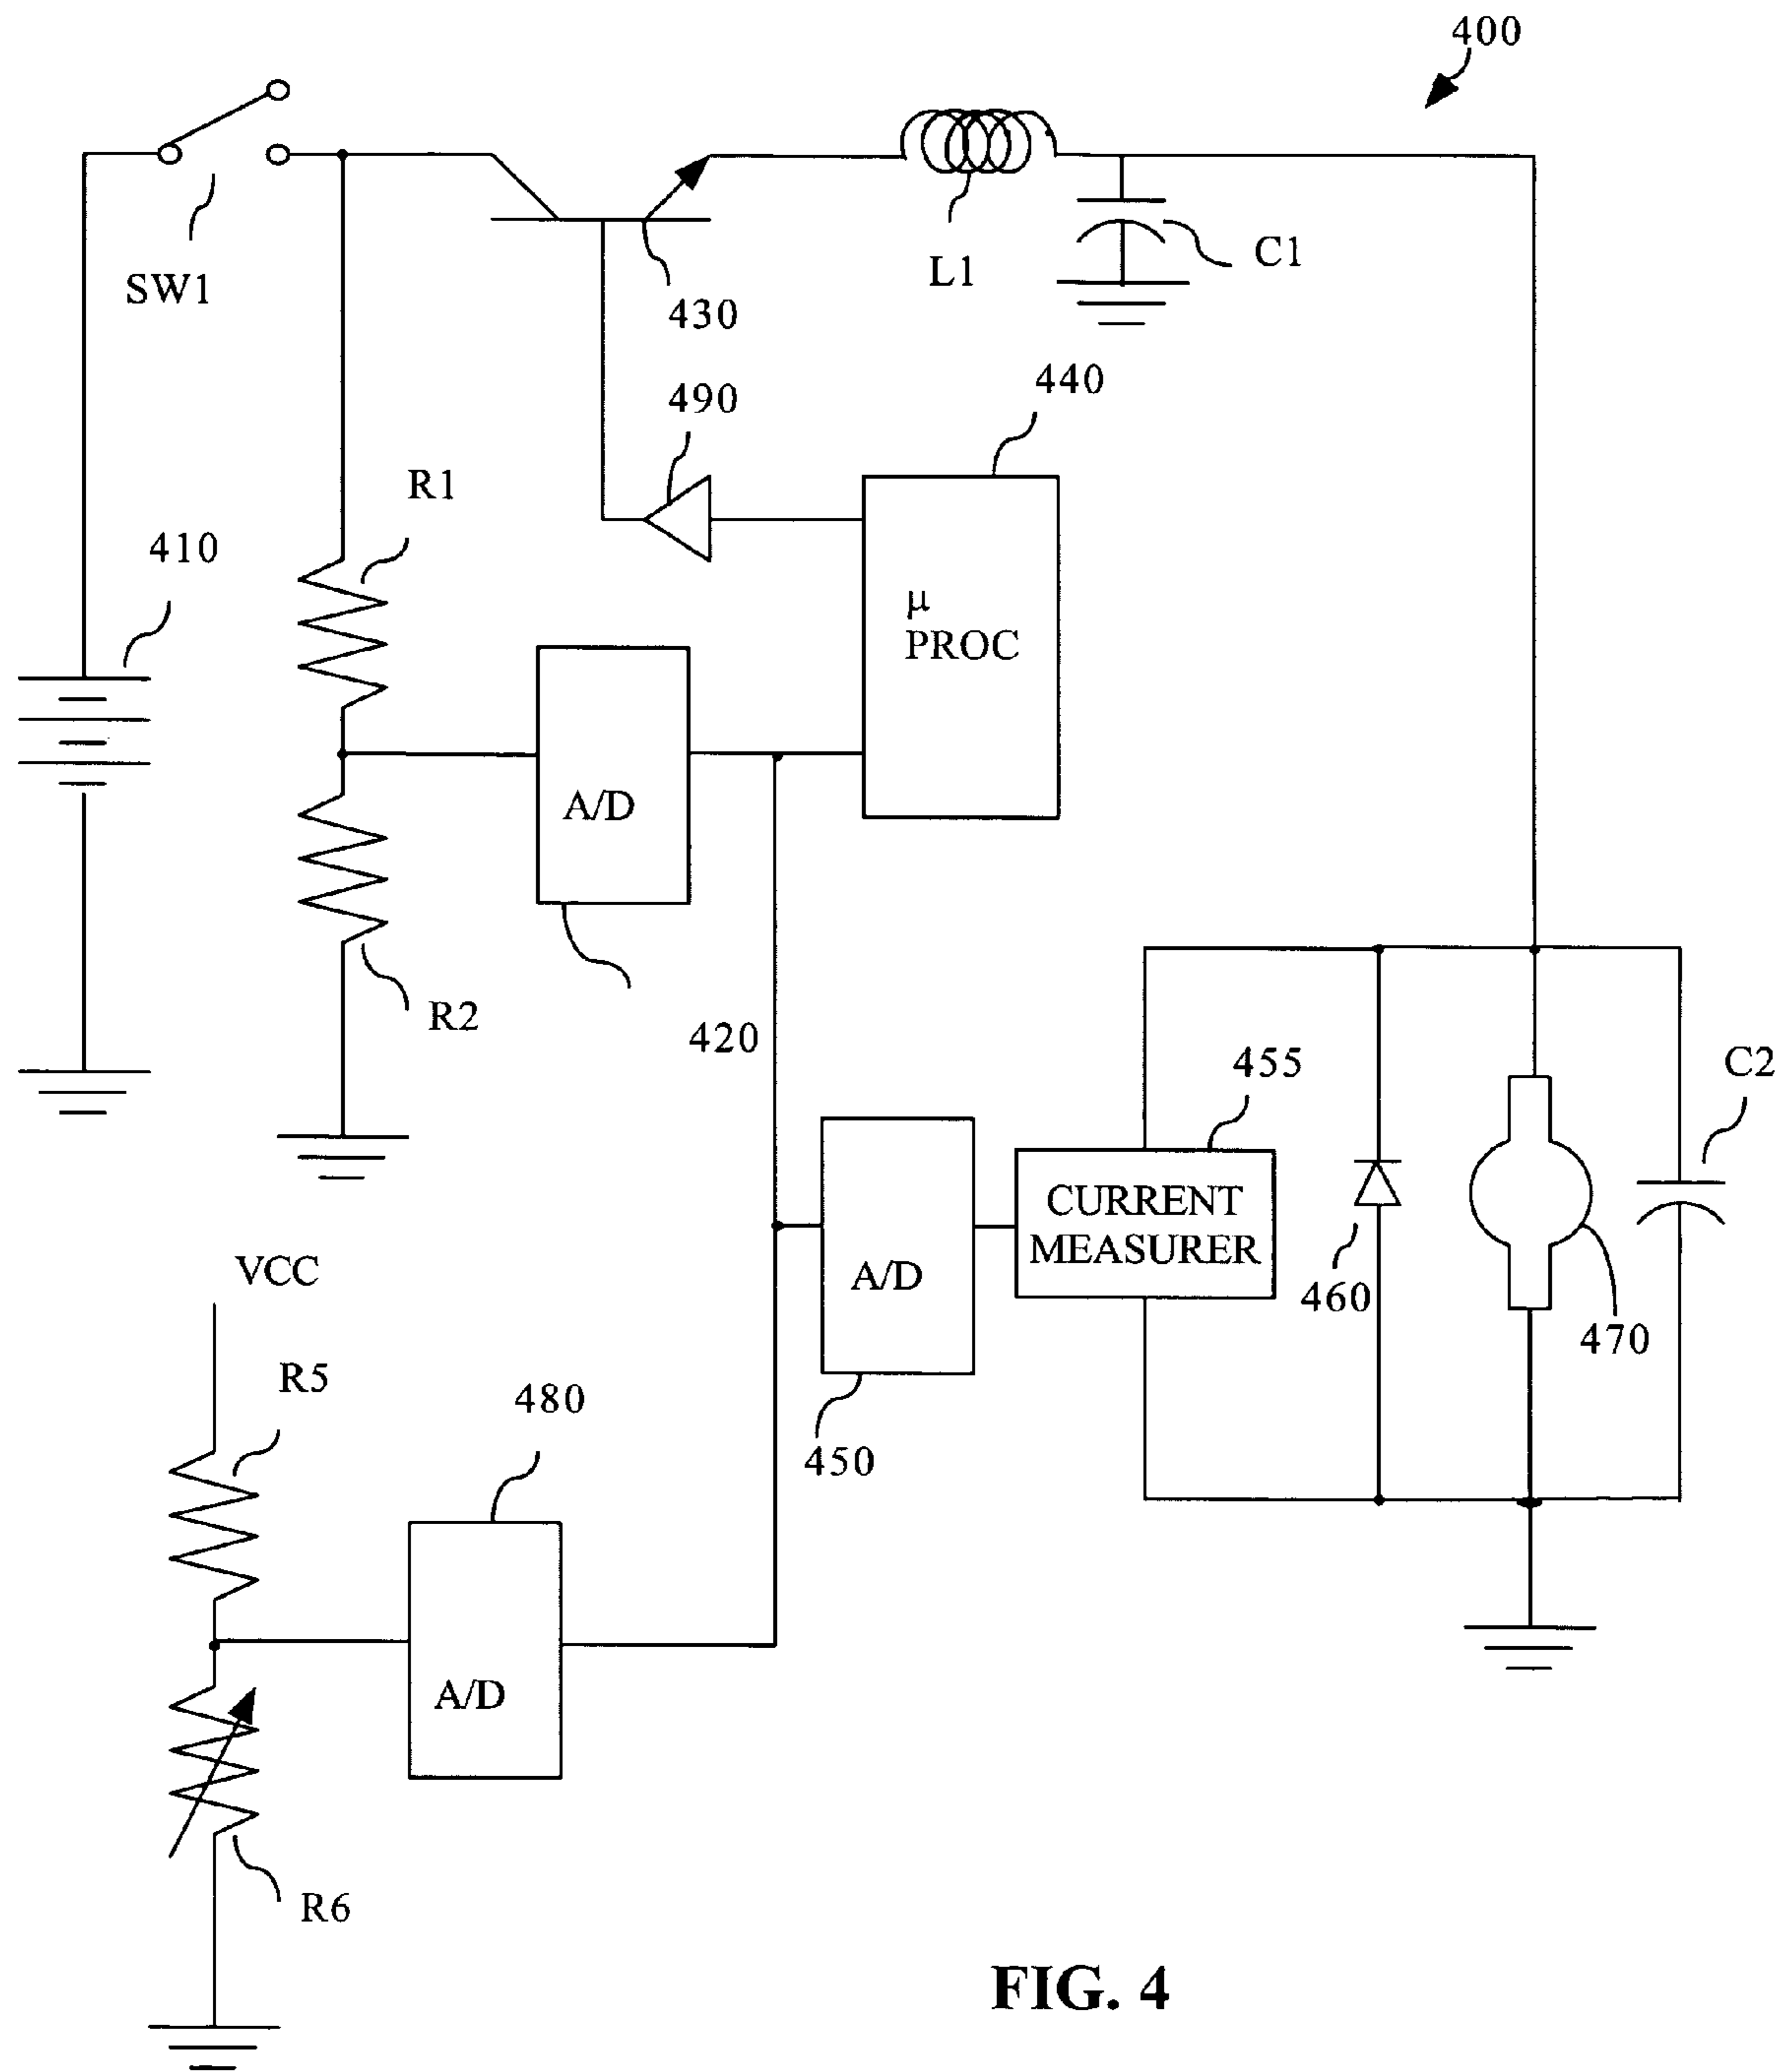 400
SW1
430
L1
C1
490
440
R1
410
μ
PROC
A/D
R2
420
455
C2
CURRENT
MEASURER
VCC
A/D
460
470
R5
480
450
A/D
R6
FIG. 4